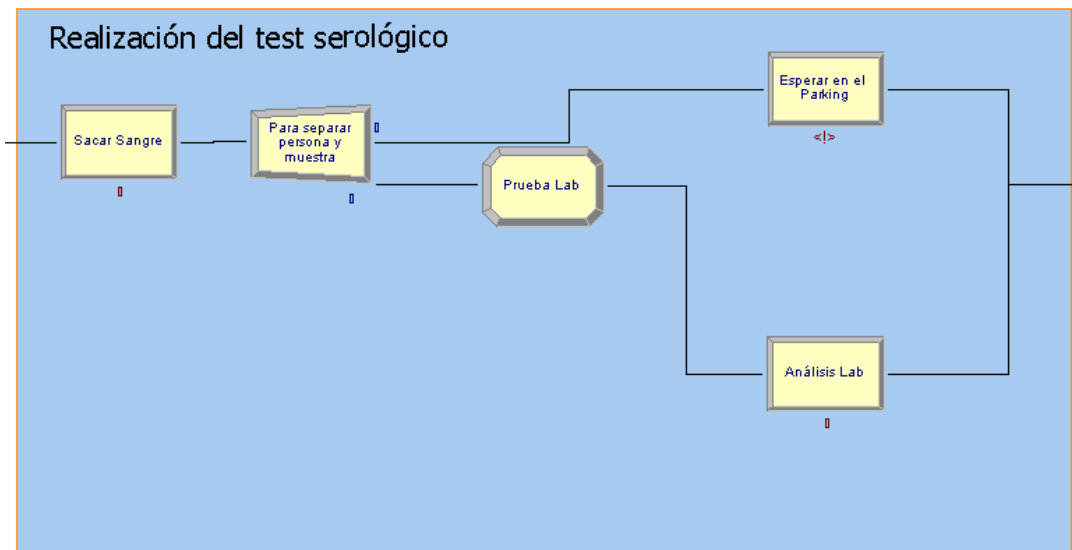 Realización del test serológico
Sacar Sangre
Para separar
persona y
muestra
Prueba Lab
Esperar en el
Parking
<!>
Análisis Lab